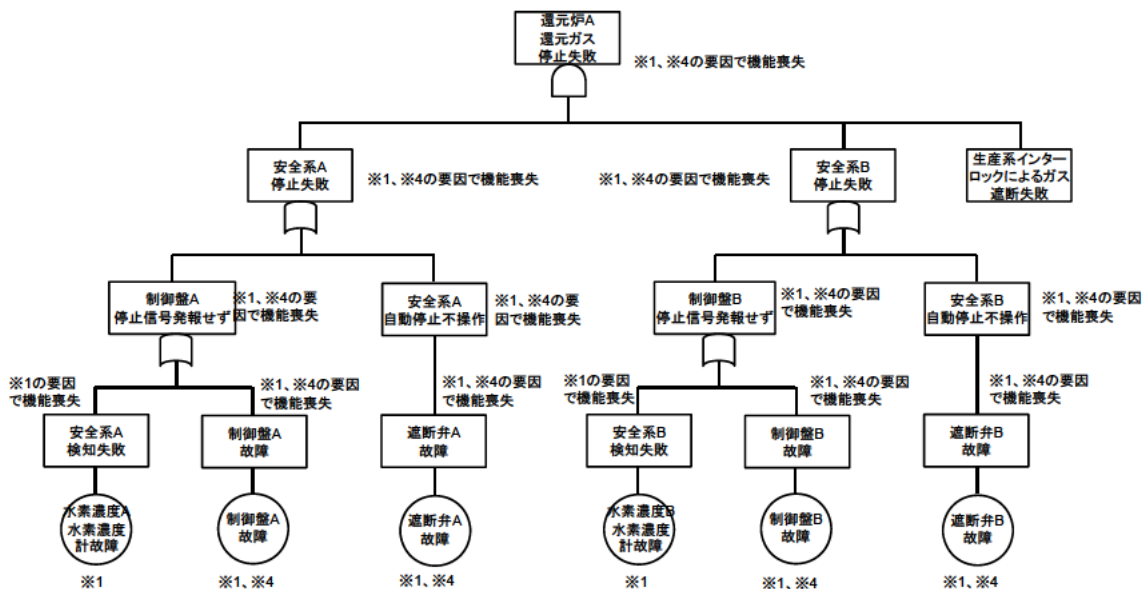 還元炉A
還元ガス
停止失敗
※1、※4の要因で機能喪失
安全系A
停止失敗
※1、※4の要因で機能喪失
※1、※4の要因で機能喪失
安全系B
停止失敗
生産系インター
ロックによるガス
遮断失敗
制御盤A
停止信号発報せず
※1、※4の要
因で機能喪失
安全系A
自動停止不操作
※1、※4の要
因で機能喪失
制御盤B
停止信号発報せず
※1、※4の要因
で機能喪失
安全系B
自動停止不操作
※1、※4の要因
で機能喪失
※1の要因
で機能喪失
※1、※4の要因
で機能喪失
※1、※4の要因
で機能喪失
※1の要因
で機能喪失
※1、※4の要因
で機能喪失
※1、※4の要因
で機能喪失
安全系A
検知失敗
制御盤A
故障
遮断弁A
故障
安全系B
検知失敗
制御盤B
故障
遮断弁B
故障
水素濃度A
水素濃度
計故障
制御盤A
故障
遮断弁A
故障
水素濃度B
水素濃度
計故障
制御盤B
故障
遮断弁B
故障
※1
※1、※4
※1、※4
※1
※1、※4
※1、※4